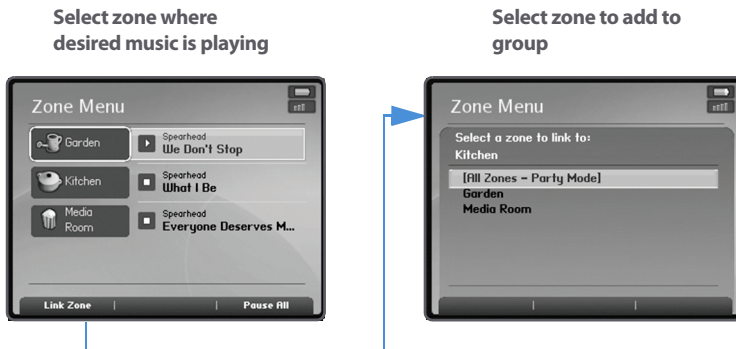 Select zone where
desired music is playing
Zone Menu
Garden
Spearhead
We Don't Stop
Kitchen
Spearhead
What I Be
Media
Room
Spearhead
Everyone Deserves M...
Link Zone
Pause All
Select zone to add to
group
Zone Menu
Select a zone to link to:
Kitchen
[All Zones - Party Mode]
Garden
Media Room